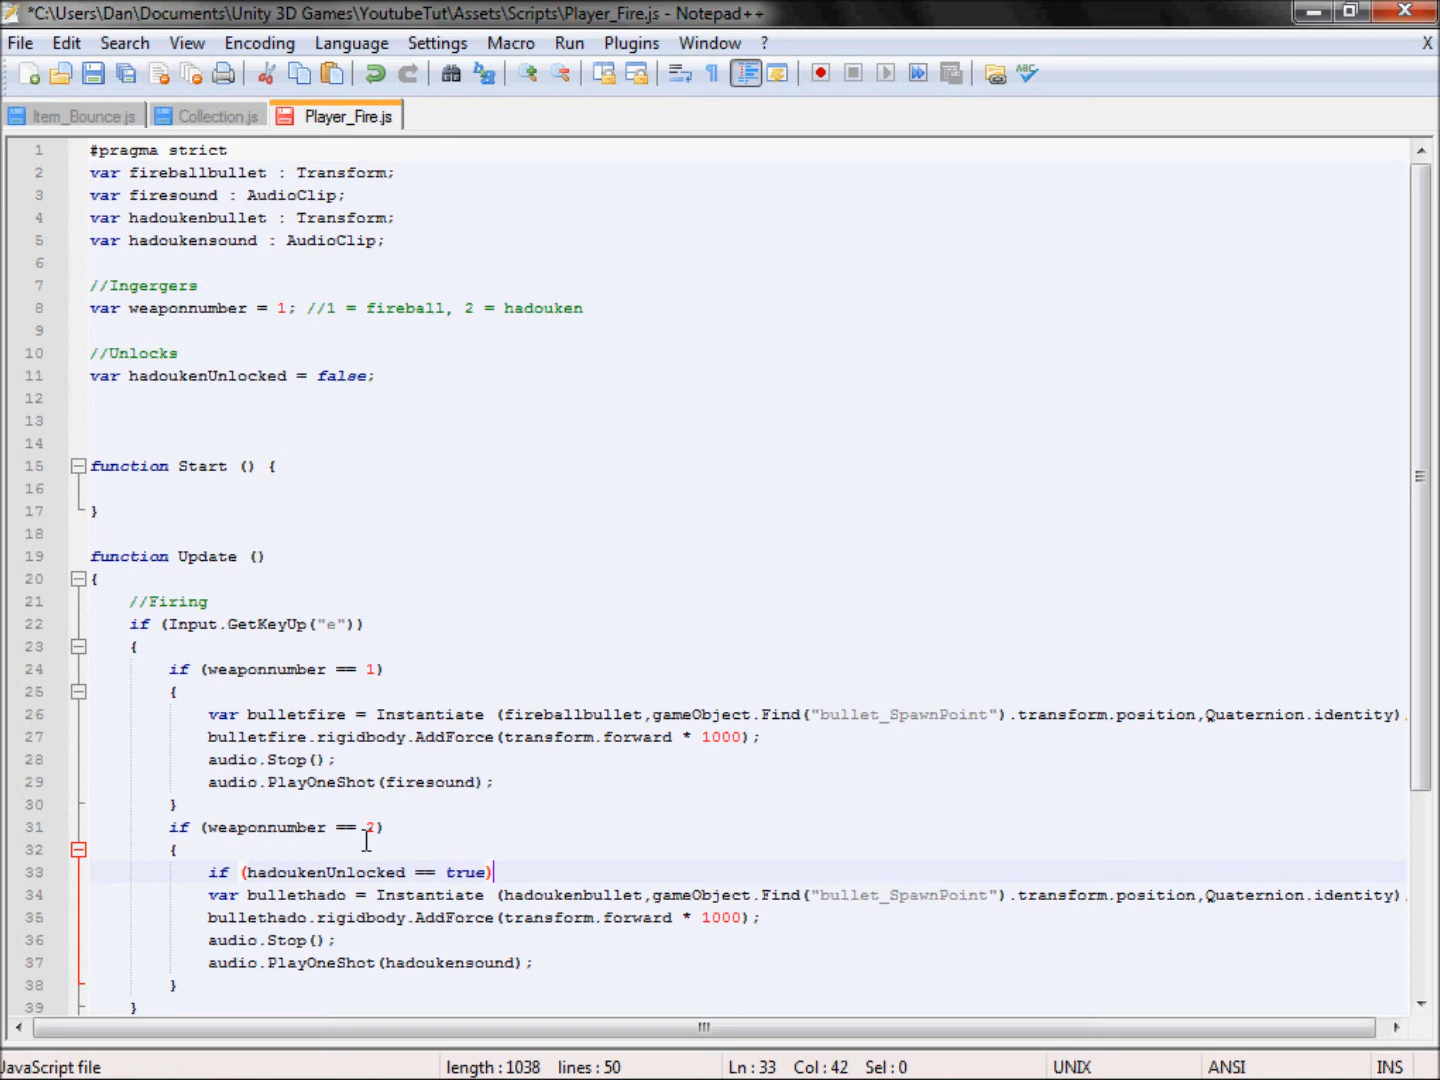 *C:\Users\Dan\Documents\Unity 3D Games\YoutubeTut\Assets\Scripts\Player_Fire.js - Notepad++
File Edit Search View Encoding Language Settings Macro Run Plugins Window ? X
Item_Bounce.js Collection.js Player_Fire.js
1 #pragma strict
2 var fireballbullet : Transform;
3 var firesound : AudioClip;
4 var hadoukenbullet : Transform;
5 var hadoukensound : AudioClip;
6
7 //Ingergers
8 var weaponnumber = 1; //1 = fireball, 2 = hadouken
9
10 //Unlocks
11 var hadoukenUnlocked = false;
12
13
14
15 function Start () {
16
17 }
18
19 function Update ()
20 {
21 //Firing
22 if (Input.GetKeyUp("e"))
23 {
24 if (weaponnumber == 1)
25 {
26 var bulletfire = Instantiate (fireballbullet,gameObject.Find("bullet_SpawnPoint").transform.position,Quaternion.identity)
27 bulletfire.rigidbody.AddForce(transform.forward * 1000);
28 audio.Stop();
29 audio.PlayOneShot(firesound);
30 }
31 if (weaponnumber == 2)
32 {
33 if (hadoukenUnlocked == true)
34 var bullethado = Instantiate (hadoukenbullet,gameObject.Find("bullet_SpawnPoint").transform.position,Quaternion.identity)
35 bullethado.rigidbody.AddForce(transform.forward * 1000);
36 audio.Stop();
37 audio.PlayOneShot(hadoukensound);
38 }
39 }
JavaScript file length : 1038 lines : 50 Ln : 33 Col : 42 Sel : 0 UNIX ANSI INS